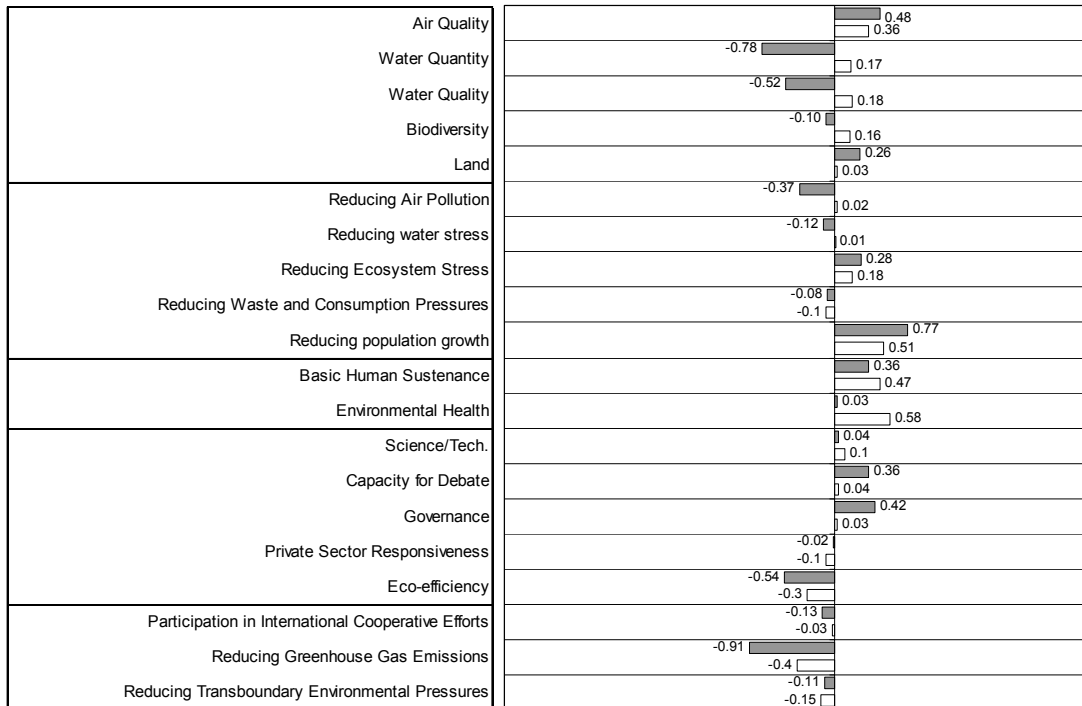 Air Quality
0.48
0.36
Water Quantity
-0.78
0.17
Water Quality
-0.52
0.18
Biodiversity
-0.10
0.16
Land
0.26
0.03
Reducing Air Pollution
-0.37
0.02
Reducing water stress
-0.12
0.01
Reducing Ecosystem Stress
0.28
0.18
Reducing Waste and Consumption Pressures
-0.08
-0.1
Reducing population growth
0.77
0.51
Basic Human Sustenance
0.36
0.47
Environmental Health
0.03
0.58
Science/Tech.
0.04
0.1
Capacity for Debate
0.36
0.04
Governance
0.42
0.03
Private Sector Responsiveness
-0.02
-0.1
Eco-efficiency
-0.54
-0.3
Participation in International Cooperative Efforts
-0.13
-0.03
Reducing Greenhouse Gas Emissions
-0.91
-0.4
Reducing Transboundary Environmental Pressures
-0.11
-0.15